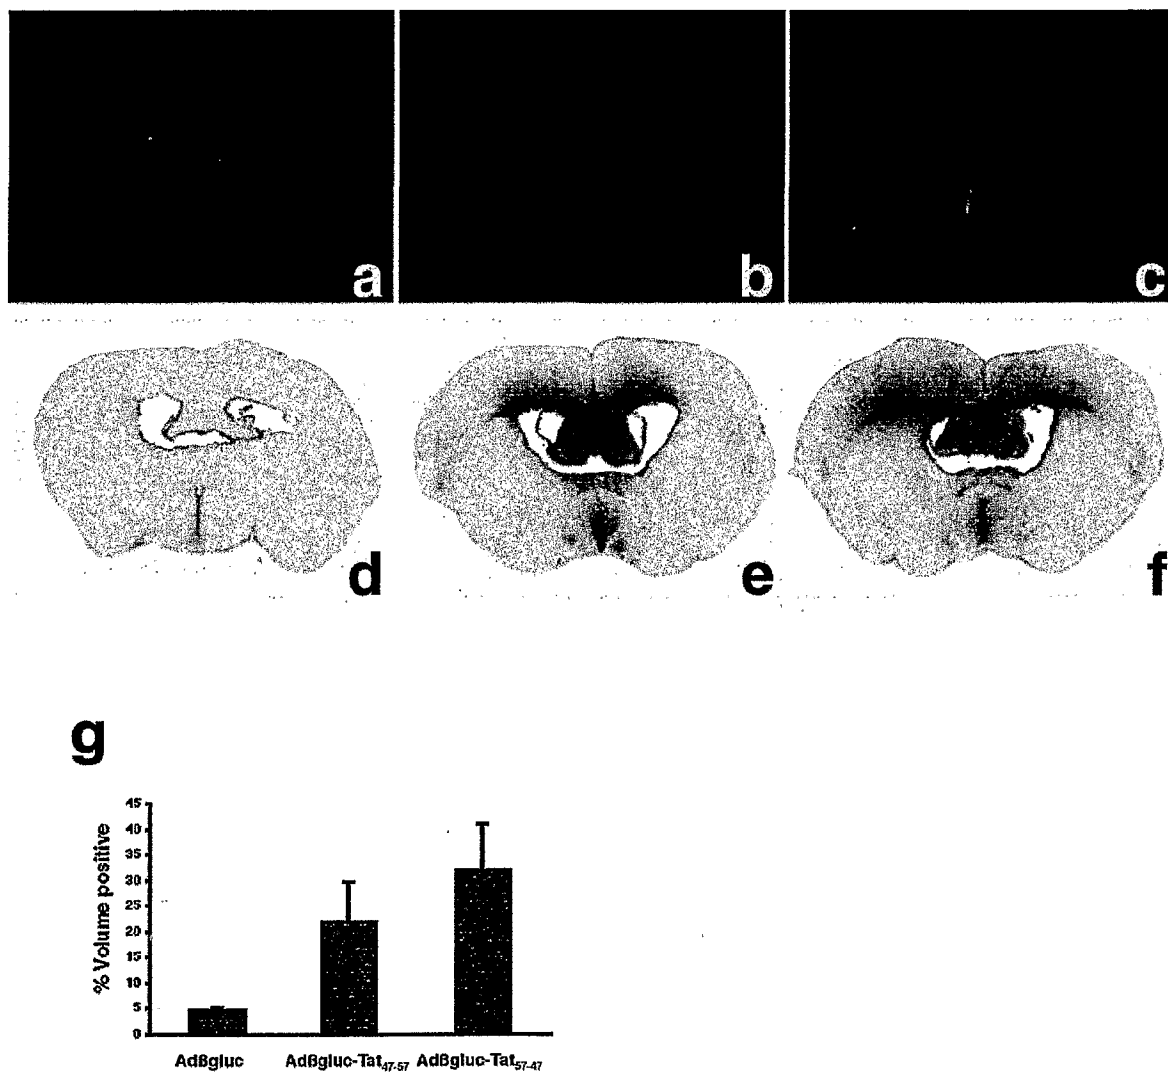 a b c
d e f
g
% Volume positive
45
40
35
30
25
20
15
10
5
0
Adβgluc Adβgluc-Tat47-57 Adβgluc-Tat57-47